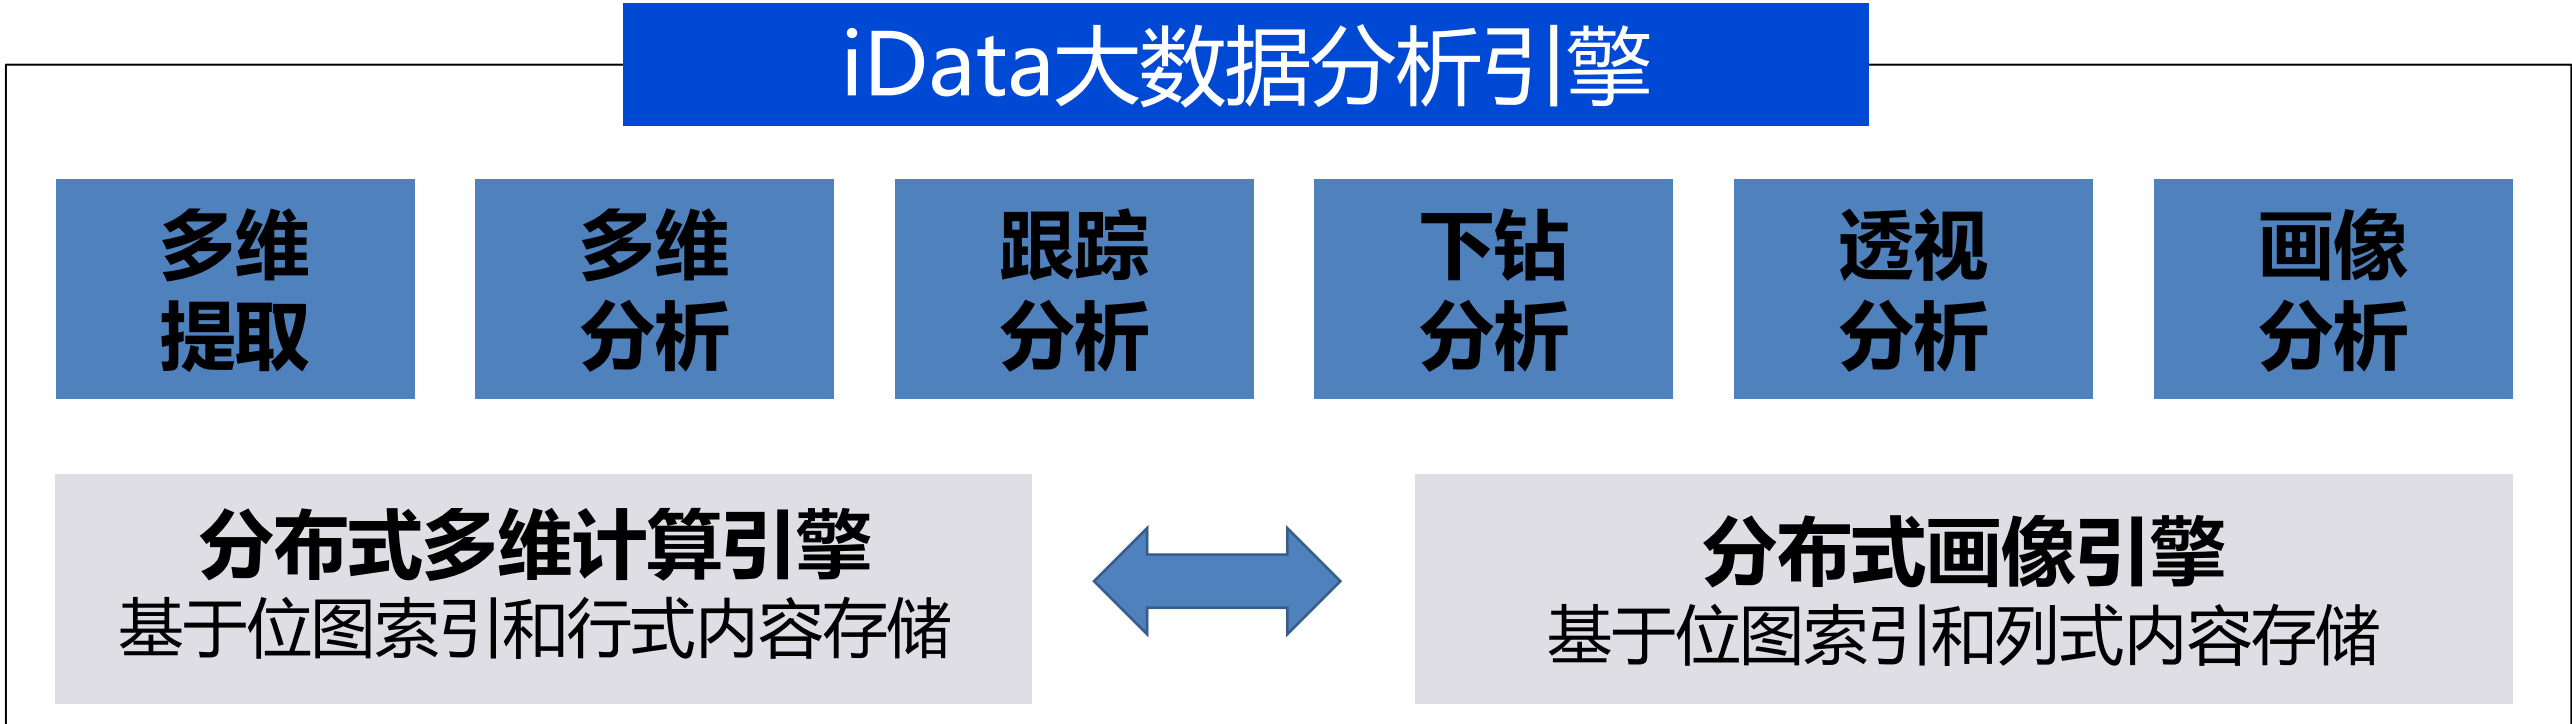 iData大数据分析引擎
多维
提取
多维
分析
跟踪
分析
下钻
分析
透视
分析
画像
分析
分布式多维计算引擎
基于位图索引和行式内容存储
分布式画像引擎
基于位图索引和列式内容存储